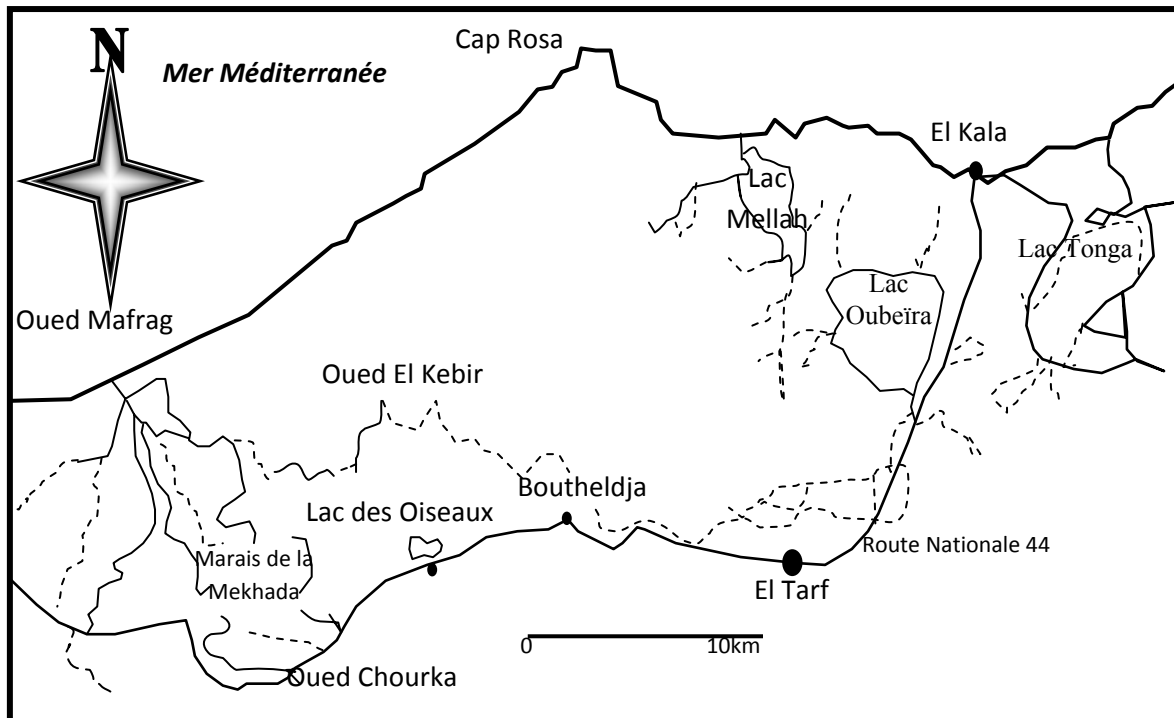 N
Mer Méditerranée
Cap Rosa
El Kala
Lac
Mellah
Lac Tonga
Lac
Oubeïra
Oued Mafrag
Oued El Kebir
Boutheldja
Lac des Oiseaux
Marais de la
Mekhada
Route Nationale 44
El Tarf
0 10km
Oued Chourka